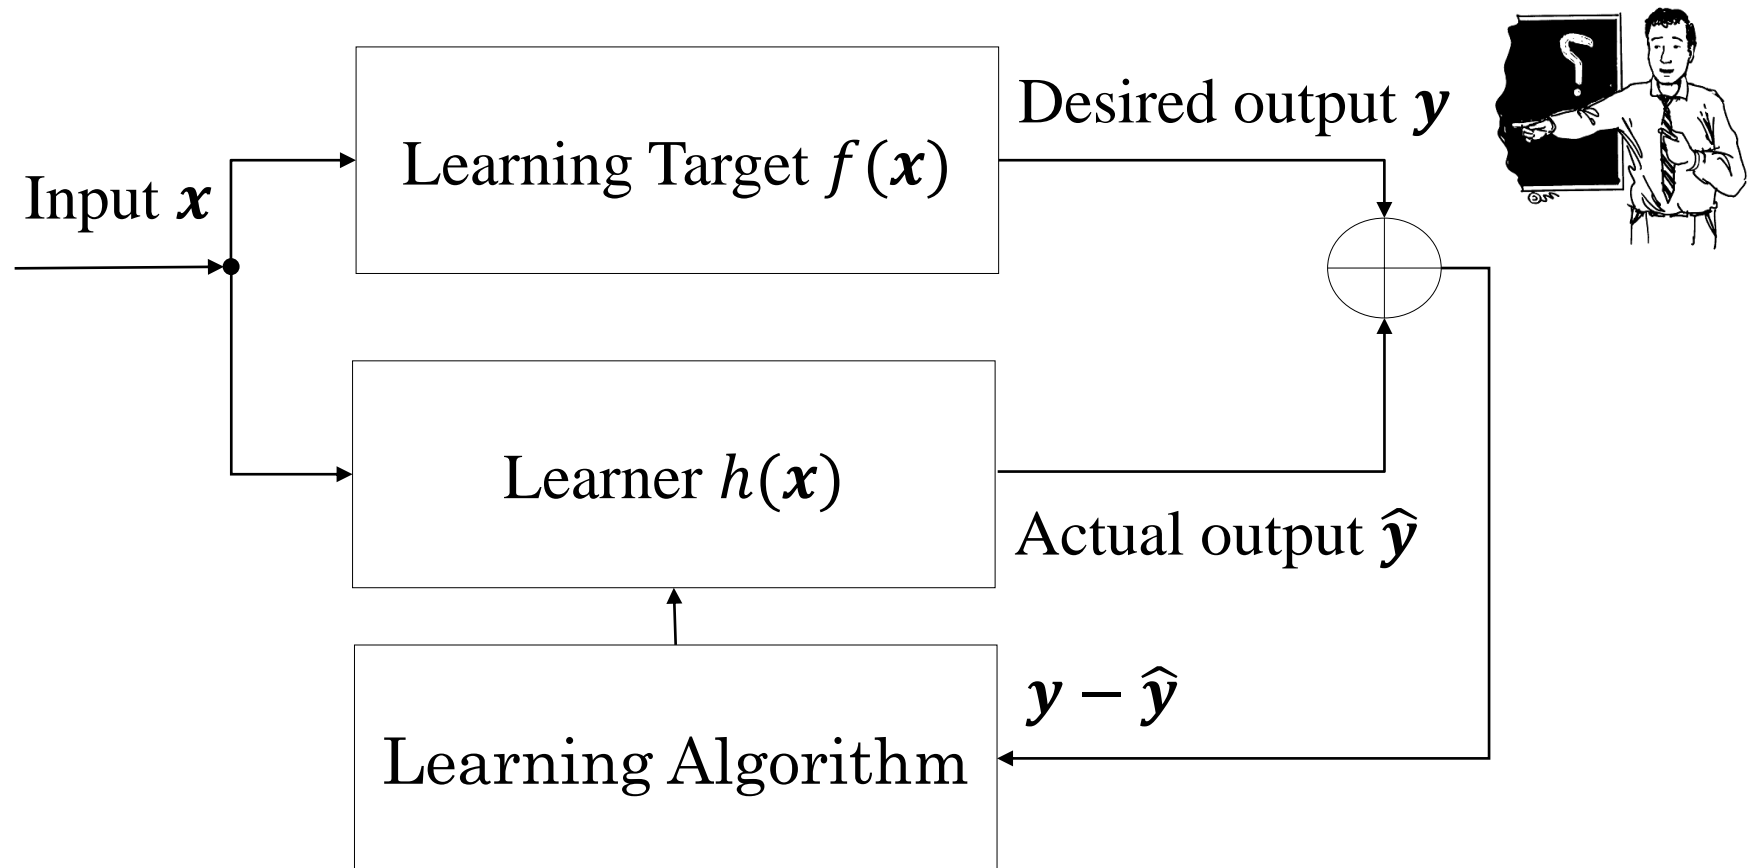 Input x
Learning Target f(x)
Desired output y
?
Learner h(x)
Actual output ŷ
y − ŷ
Learning Algorithm